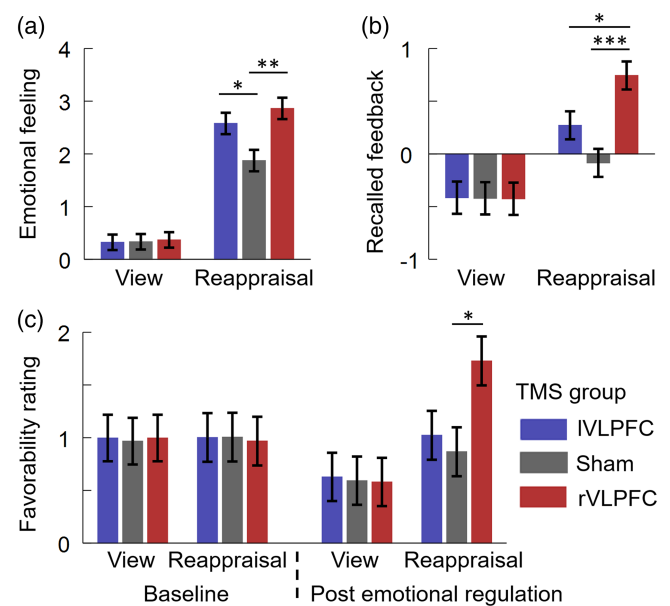 (a)
4
3
2
1
0
Emotional feeling
*
**
View
Reappraisal
(b)
1
0
-1
Recalled feedback
*
***
View
Reappraisal
(c)
2
1
0
Favorability rating
*
View
Reappraisal
View
Reappraisal
Baseline
Post emotional regulation
TMS group
lVLPFC
Sham
rVLPFC